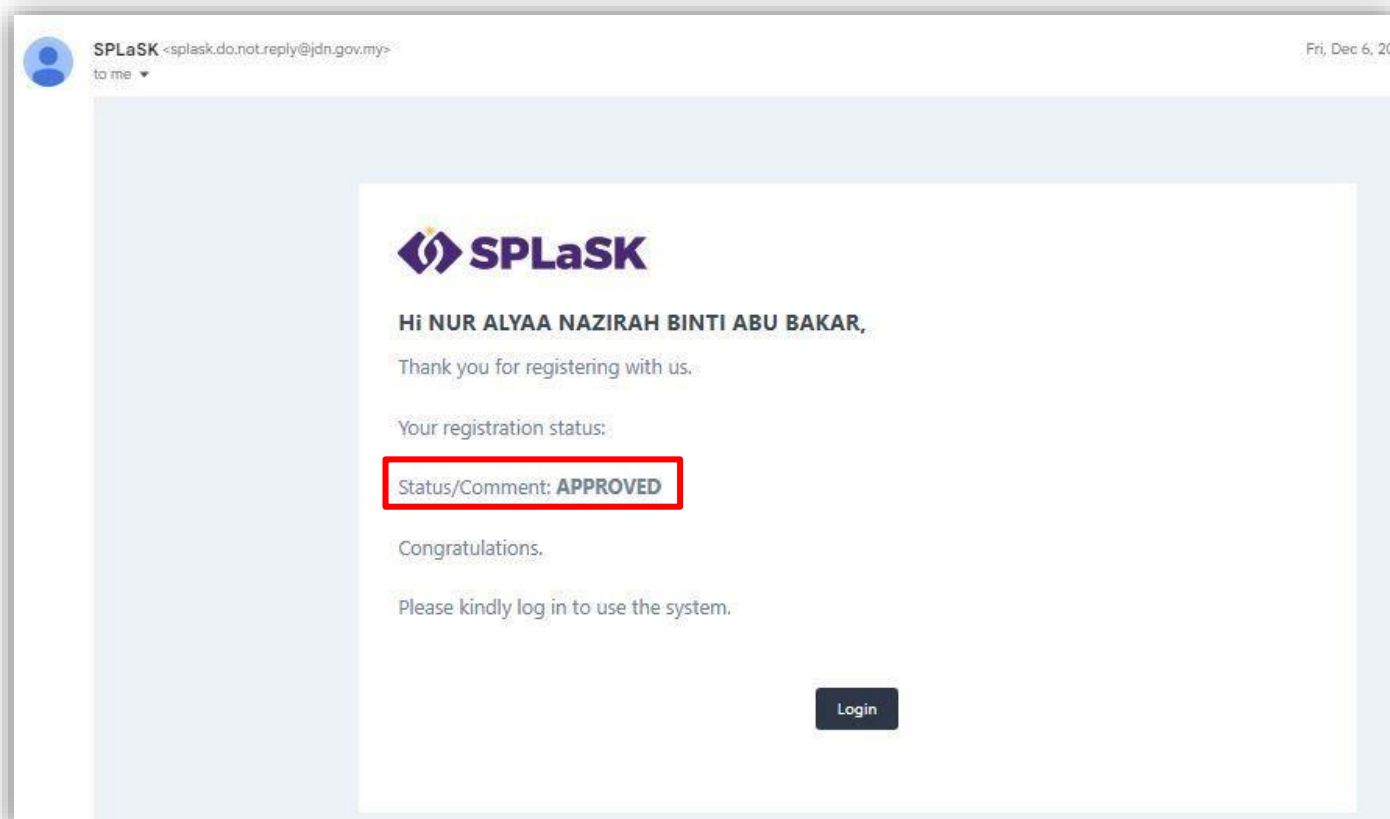 SPLaSK <splask.do.not.reply@jdn.gov.my>
Fri, Dec 6, 20
to me
SPLaSK
Hi NUR ALYAA NAZIRAH BINTI ABU BAKAR,
Thank you for registering with us.
Your registration status:
Status/Comment: APPROVED
Congratulations.
Please kindly log in to use the system.
Login